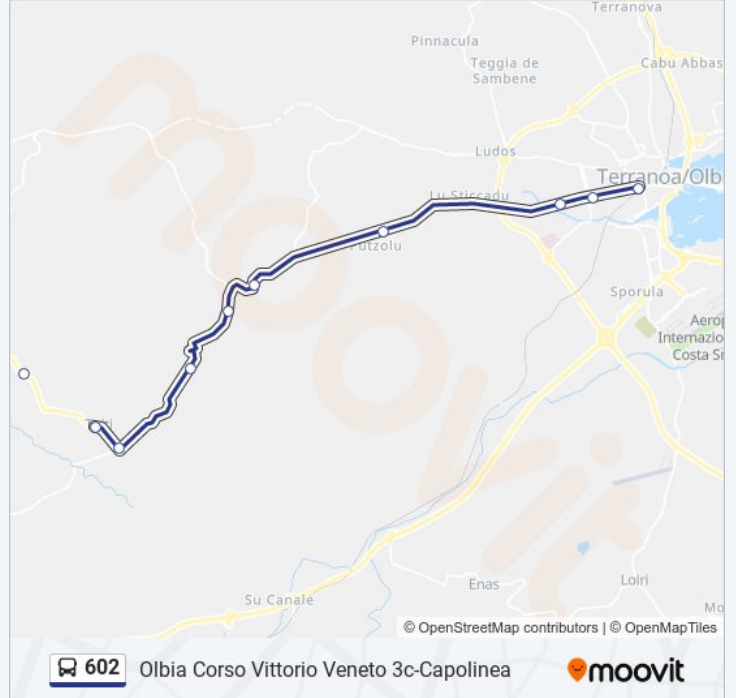 Terranova
Pinnacula
Teggia de
Sambene
Cabu Abbas
Ludos
Terranoa/Olb
Lu Sticcadu
Putzolu
Sporula
Aerop
Internazio
Costa Sm
Su Canale
Enas
Loiri
Mo
© OpenStreetMap contributors | © OpenMapTiles
602 Olbia Corso Vittorio Veneto 3c-Capolinea
moovit
moovit